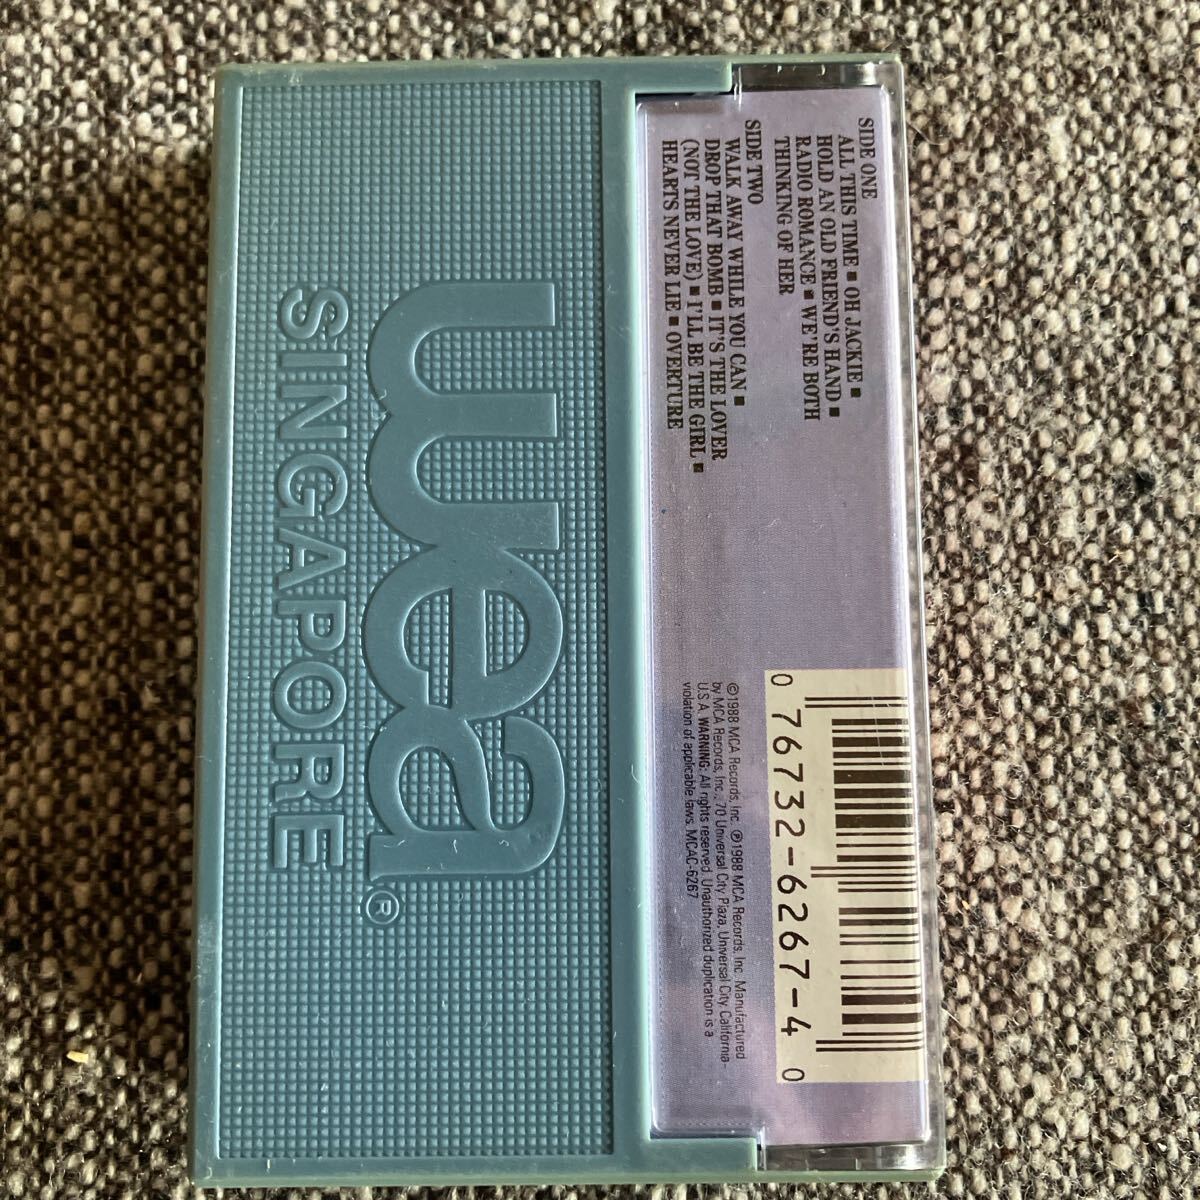 SIDE ONE
ALL THIS TIME ■ OH JACKIE ■
HOLD AN OLD FRIEND'S HAND ■
RADIO ROMANCE ■ WE'RE BOTH
THINKING OF HER
SIDE TWO
WALK AWAY WHILE YOU CAN ■
DROP THAT BOMB ■ IT'S THE LOVER
(NOT THE LOVE) ■ I'LL BE THE GIRL ■
HEARTS NEVER LIE ■ OVERTURE
0 76732-6267-4 0
©1988 MCA Records, Inc. ℗1988 MCA Records, Inc. Manufactured
by MCA Records, Inc., 70 Universal City Plaza, Universal City, California–
U.S.A. WARNING: All rights reserved. Unauthorized duplication is a
violation of applicable laws. MCAC-6267
wea®
SINGAPORE